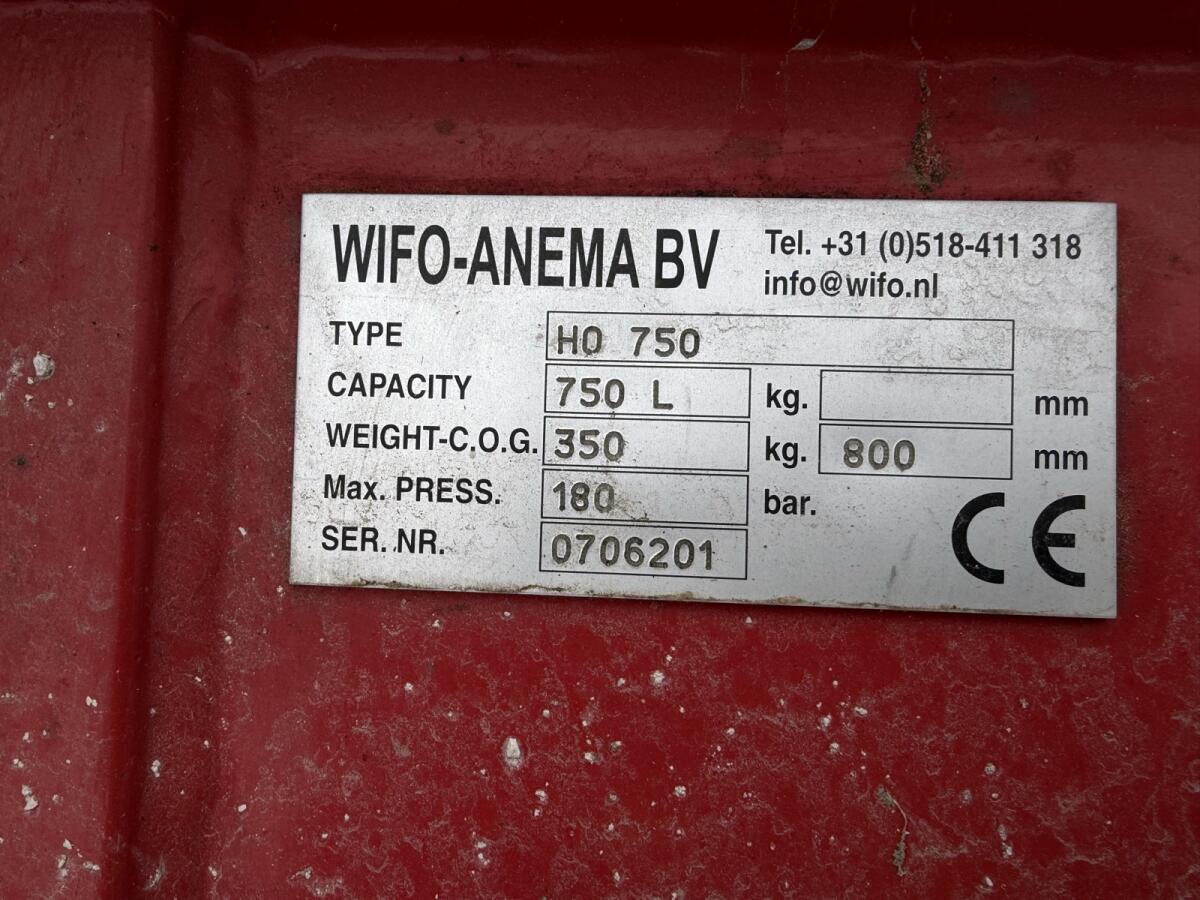 WIFO-ANEMA BV Tel. +31 (0)518-411 318
info@wifo.nl
TYPE HO 750
CAPACITY 750 L kg. mm
WEIGHT-C.O.G. 350 kg. 800 mm
Max. PRESS. 180 bar.
SER. NR. 0706201
CE